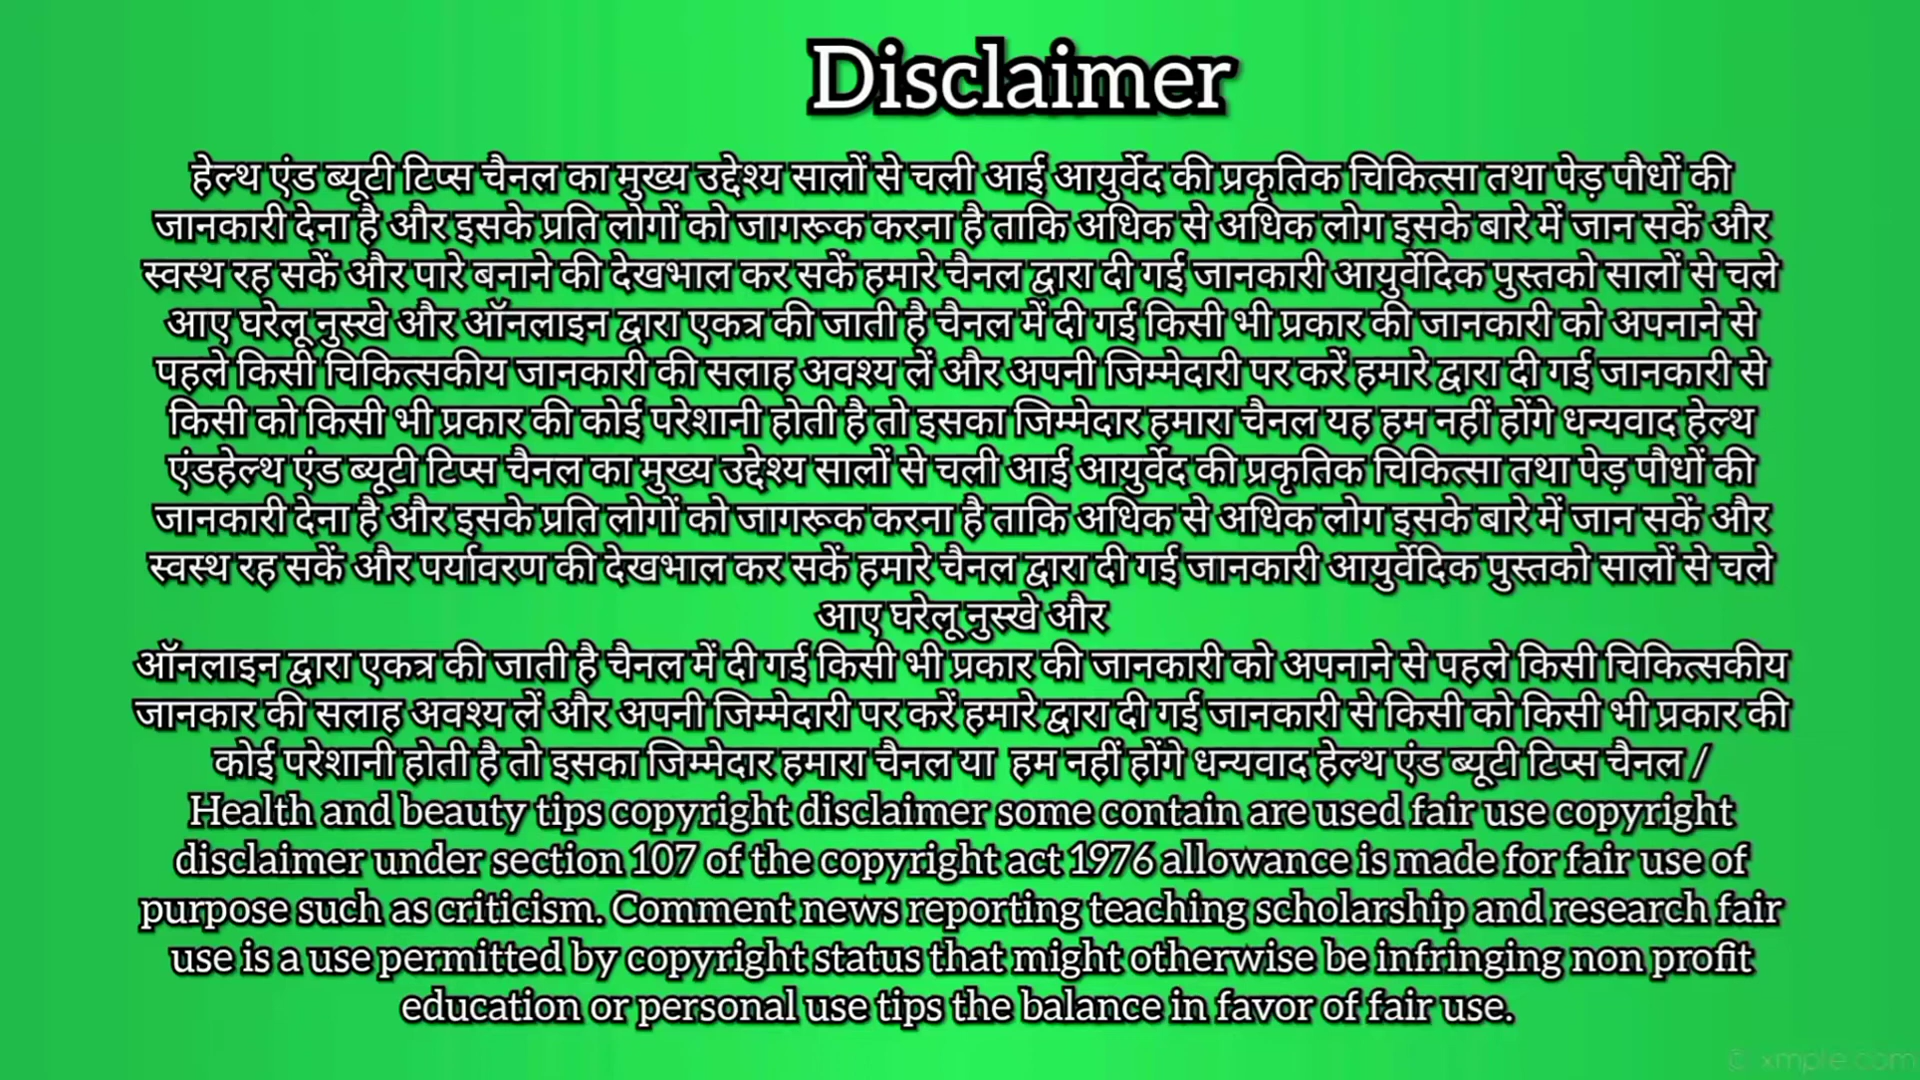 Disclaimer
हेल्थ एंड ब्यूटी टिप्स चैनल का मुख्य उद्देश्य सालों से चली आई आयुर्वेद की प्रकृतिक चिकित्सा तथा पेड़ पौधों की
जानकारी देना है और इसके प्रति लोगों को जागरूक करना है ताकि अधिक से अधिक लोग इसके बारे में जान सकें और
स्वस्थ रह सकें और पारे बनाने की देखभाल कर सकें हमारे चैनल द्वारा दी गई जानकारी आयुर्वेदिक पुस्तको सालों से चले
आए घरेलू नुस्खे और ऑनलाइन द्वारा एकत्र की जाती है चैनल में दी गई किसी भी प्रकार की जानकारी को अपनाने से
पहले किसी चिकित्सकीय जानकारी की सलाह अवश्य लें और अपनी जिम्मेदारी पर करें हमारे द्वारा दी गई जानकारी से
किसी को किसी भी प्रकार की कोई परेशानी होती है तो इसका जिम्मेदार हमारा चैनल यह हम नहीं होंगे धन्यवाद हेल्थ
एंडहेल्थ एंड ब्यूटी टिप्स चैनल का मुख्य उद्देश्य सालों से चली आई आयुर्वेद की प्रकृतिक चिकित्सा तथा पेड़ पौधों की
जानकारी देना है और इसके प्रति लोगों को जागरूक करना है ताकि अधिक से अधिक लोग इसके बारे में जान सकें और
स्वस्थ रह सकें और पर्यावरण की देखभाल कर सकें हमारे चैनल द्वारा दी गई जानकारी आयुर्वेदिक पुस्तको सालों से चले
आए घरेलू नुस्खे और
ऑनलाइन द्वारा एकत्र की जाती है चैनल में दी गई किसी भी प्रकार की जानकारी को अपनाने से पहले किसी चिकित्सकीय
जानकार की सलाह अवश्य लें और अपनी जिम्मेदारी पर करें हमारे द्वारा दी गई जानकारी से किसी को किसी भी प्रकार की
कोई परेशानी होती है तो इसका जिम्मेदार हमारा चैनल या हम नहीं होंगे धन्यवाद हेल्थ एंड ब्यूटी टिप्स चैनल /
Health and beauty tips copyright disclaimer some contain are used fair use copyright
disclaimer under section 107 of the copyright act 1976 allowance is made for fair use of
purpose such as criticism. Comment news reporting teaching scholarship and research fair
use is a use permitted by copyright status that might otherwise be infringing non profit
education or personal use tips the balance in favor of fair use.
© xmple.com